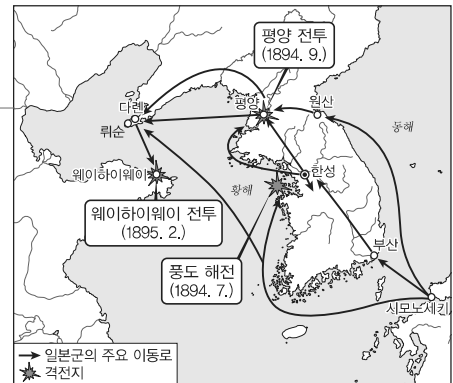 평양 전투
(1894. 9.)
다롄
뤼순
평양
원산
동해
웨이하이웨이
한성
황해
웨이하이웨이 전투
(1895. 2.)
풍도 해전
(1894. 7.)
부산
시모노세키
일본군의 주요 이동로
격전지